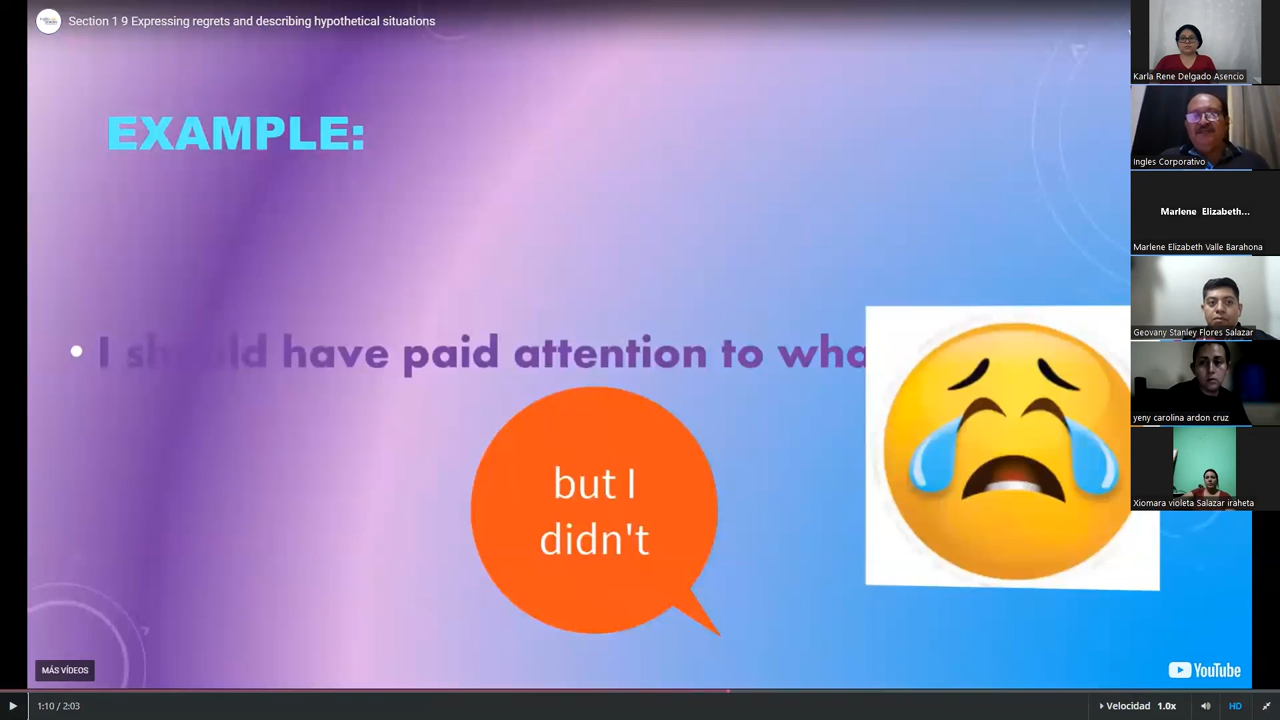 Section 1 9 Expressing regrets and describing hypothetical situations
EXAMPLE:
I should have paid attention to wha
but I
didn't
Karla Rene Delgado Asencio
Ingles Corporativo
Marlene Elizabeth...
Marlene Elizabeth Valle Barahona
Geovany Stanley Flores Salazar
yeny carolina ardon cruz
Xiomara violeta Salazar iraheta
MÁS VÍDEOS
YouTube
1:10 / 2:03
Velocidad 1.0x
HD